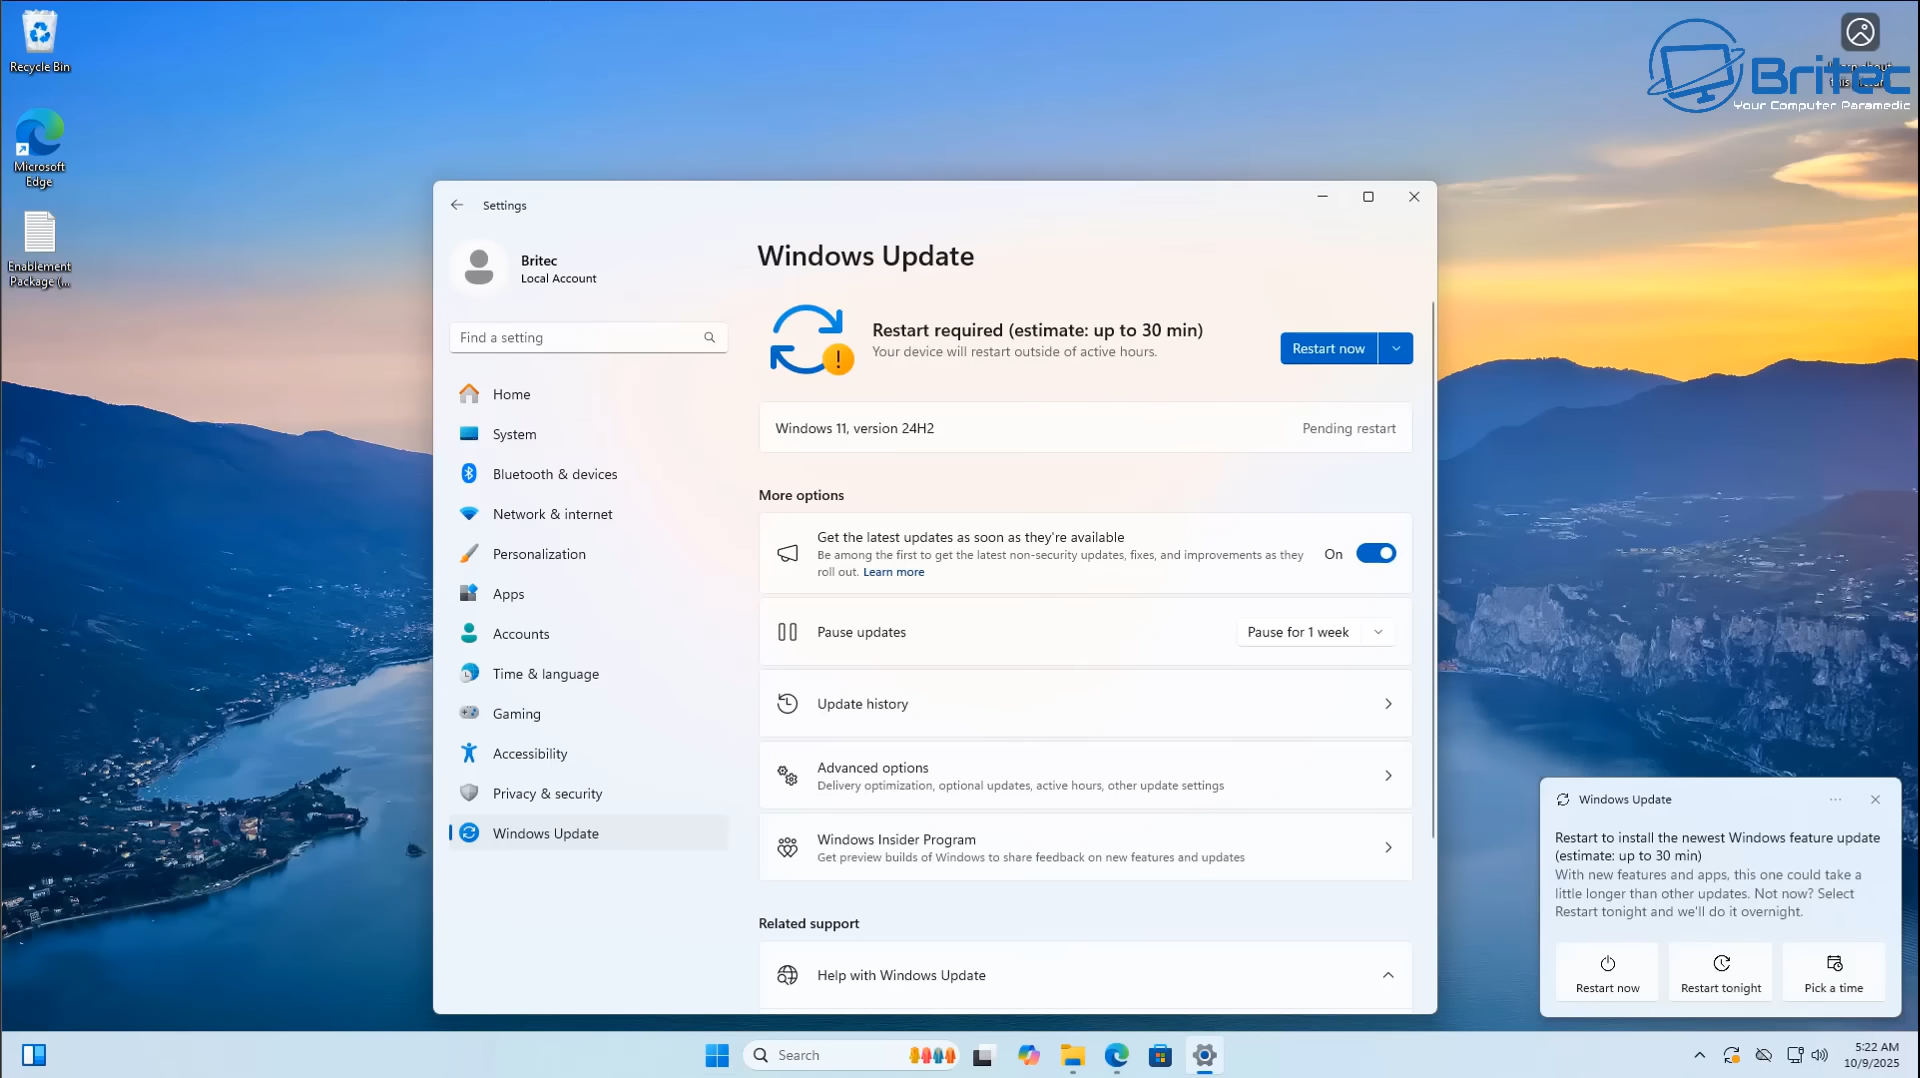 Recycle Bin
Microsoft
Edge
Enablement
Package (...
Britec
Your Computer Paramedic
Settings
Britec
Local Account
Find a setting
Home
System
Bluetooth & devices
Network & internet
Personalization
Apps
Accounts
Time & language
Gaming
Accessibility
Privacy & security
Windows Update
Windows Update
Restart required (estimate: up to 30 min)
Your device will restart outside of active hours.
Restart now
Windows 11, version 24H2
Pending restart
More options
Get the latest updates as soon as they're available
Be among the first to get the latest non-security updates, fixes, and improvements as they
roll out. Learn more
On
Pause updates
Pause for 1 week
Update history
Advanced options
Delivery optimization, optional updates, active hours, other update settings
Windows Insider Program
Get preview builds of Windows to share feedback on new features and updates
Related support
Help with Windows Update
Windows Update
Restart to install the newest Windows feature update
(estimate: up to 30 min)
With new features and apps, this one could take a
little longer than other updates. Not now? Select
Restart tonight and we'll do it overnight.
Restart now
Restart tonight
Pick a time
Search
5:22 AM
10/9/2025